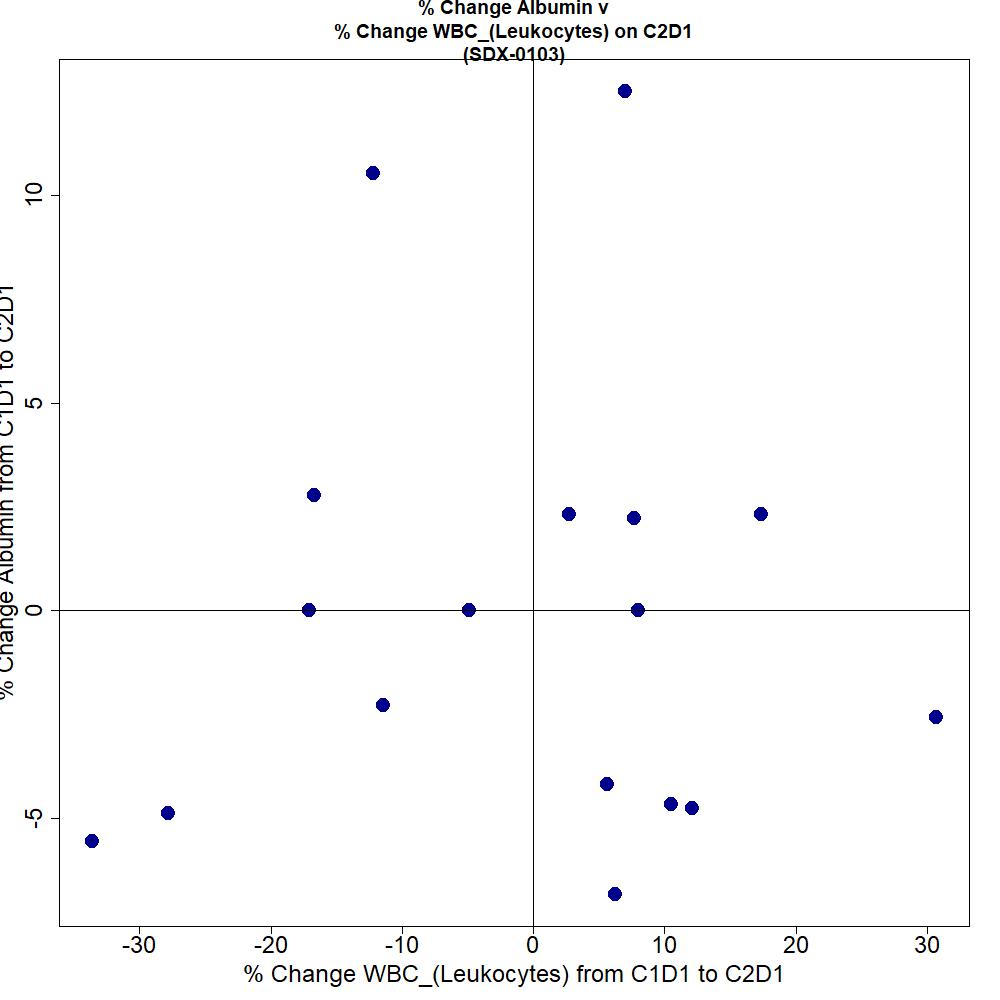 % Change Albumin v
% Change WBC_(Leukocytes) on C2D1
(SDX-0103)
% Change Albumin from C1D1 to C2D1
10
5
0
-5
-30
-20
-10
0
10
20
30
% Change WBC_(Leukocytes) from C1D1 to C2D1